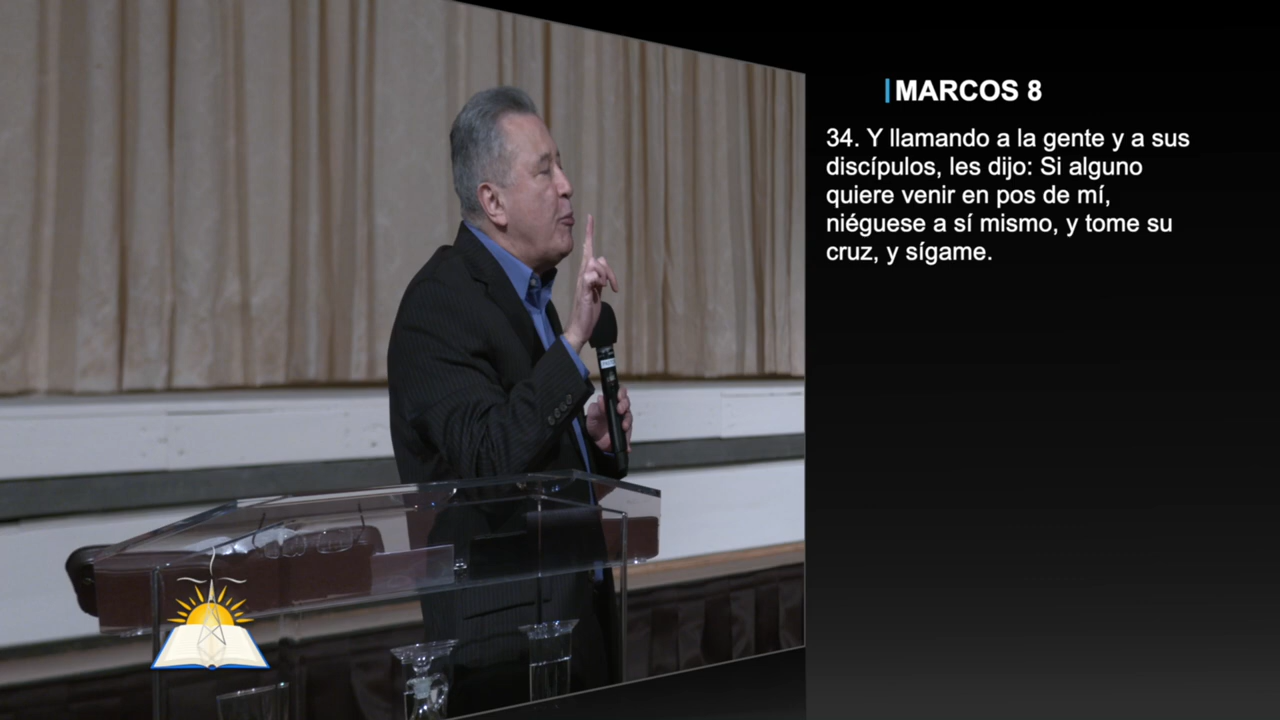 MARCOS 8
34. Y llamando a la gente y a sus
discípulos, les dijo: Si alguno
quiere venir en pos de mí,
niéguese a sí mismo, y tome su
cruz, y sígame.